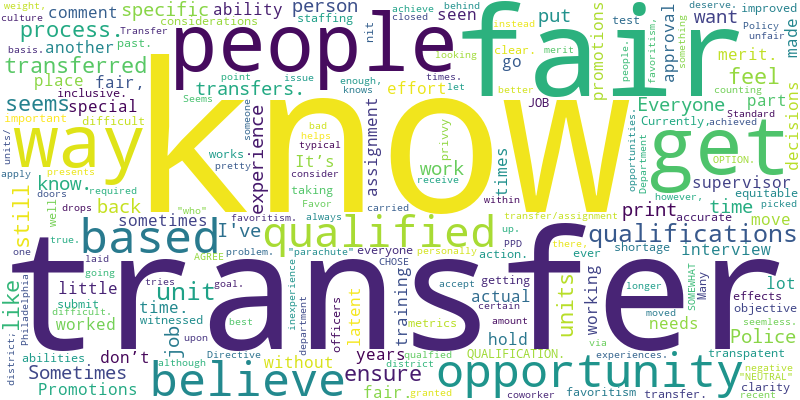 weight,
culture
comment
specific
ability
considerations
person
staffing
Transfer
closed
achieve
favoritism
behind
seen
nit
put
test
instead
merit
deserve.
Policy
unfair
improved
made
basis.
another
process.
past.
people
fair
go
looking
clear.
want
approval
promotions
people.
favoritism,
something
merit.
decisions
transferred
place
fair,
inclusive.
point
issue
transfers.
effort
enough,
knows
let
times.
better
feel
counting
seems
special
someone
Seems
know
JOB
Everyone
Currently,
part
Standard
achieved
important
difficult
units/
way
experience
bad
helps
typical
It's
consider
taking
Favor
assignment
privvy
work
receive
times
within
opportunities.
Department
get
OPTION.
supervisor
equitable
picked
apply
presents
works
pretty
know.
required
doors
well
drops
"who"
back
sometimes
favoritism.
always
carried
transfer/assignment
print
however,
accurate
time
move
still
one
true.
based
I've
qualified
up.
PPD
there,
action.
ever
qualifications
shortage
interview
transfer
problem.
"parachute"
everyone
AGREE
personally
CHOSE
like
district,
Philadelphia
laid
going
tries
goal.
little
submit
difficult.
worked
unit
time.
witnessed
job
upon
best
inexperience
department
officers
latent
training
accept
getting
certain
amount
metrics
actual
hold
units
working
longer
moved
needs
SOMEWHAT
Many
lot
effects
objective
Police
seemless.
abilities
Sometimes
Promotions
don't
although
believe
Directive
without
years
ensure
fair.
granted
qualfied
district
QUALIFICATION.
opportunity
coworker
favoritism
via
transfer.
experiences.
transpatent
clarity
recent
negative
"NEUTRAL"